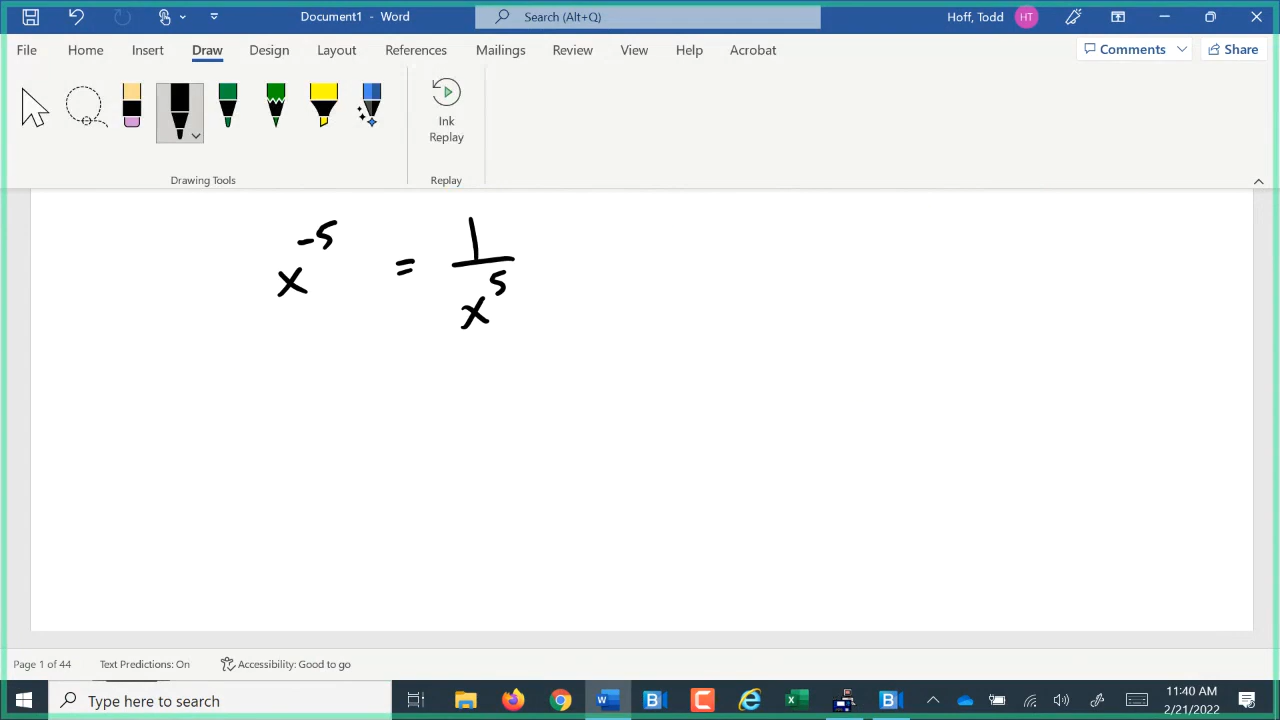 Document1 - Word
Search (Alt+Q)
Hoff, Todd HT
File Home Insert Draw Design Layout References Mailings Review View Help Acrobat
Comments Share
Ink
Replay
Drawing Tools
Replay
x⁻⁵ = 1/x⁵
Page 1 of 44 Text Predictions: On Accessibility: Good to go
Type here to search
11:40 AM
2/21/2022